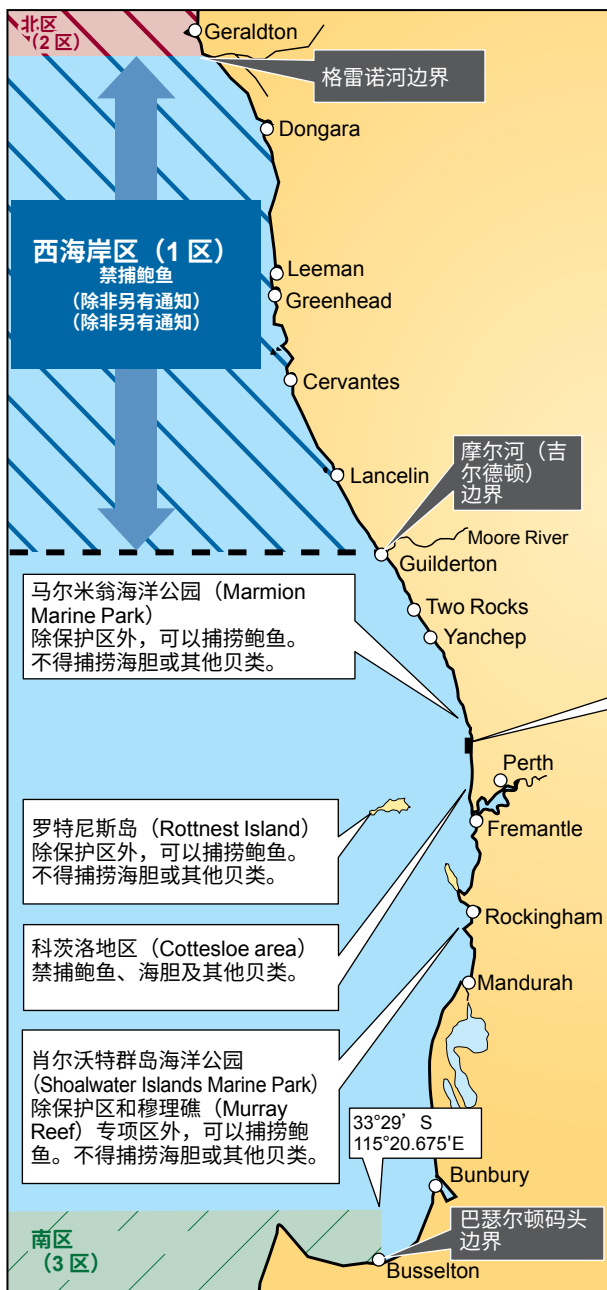 北区
（2 区）
Geraldton
格雷诺河边界
Dongara
西海岸区（1 区）
禁捕鲍鱼
（除非另有通知）
（除非另有通知）
Leeman
Greenhead
Cervantes
摩尔河（吉
尔德顿）
边界
Lancelin
Moore River
Guilderton
马尔米翁海洋公园（Marmion
Marine Park）
除保护区外，可以捕捞鲍鱼。
不得捕捞海胆或其他贝类。
Two Rocks
Yanchep
Perth
罗特尼斯岛（Rottnest Island）
除保护区外，可以捕捞鲍鱼。
不得捕捞海胆或其他贝类。
Fremantle
科茨洛地区（Cottesloe area）
禁捕鲍鱼、海胆及其他贝类。
Rockingham
Mandurah
肖尔沃特群岛海洋公园
（Shoalwater Islands Marine Park）
除保护区和穆理礁（Murray
Reef）专项区外，可以捕捞鲍
鱼。不得捕捞海胆或其他贝类。
33°29’ S
115°20.675'E
Bunbury
巴瑟尔顿码头
边界
南区
（3 区）
Busselton